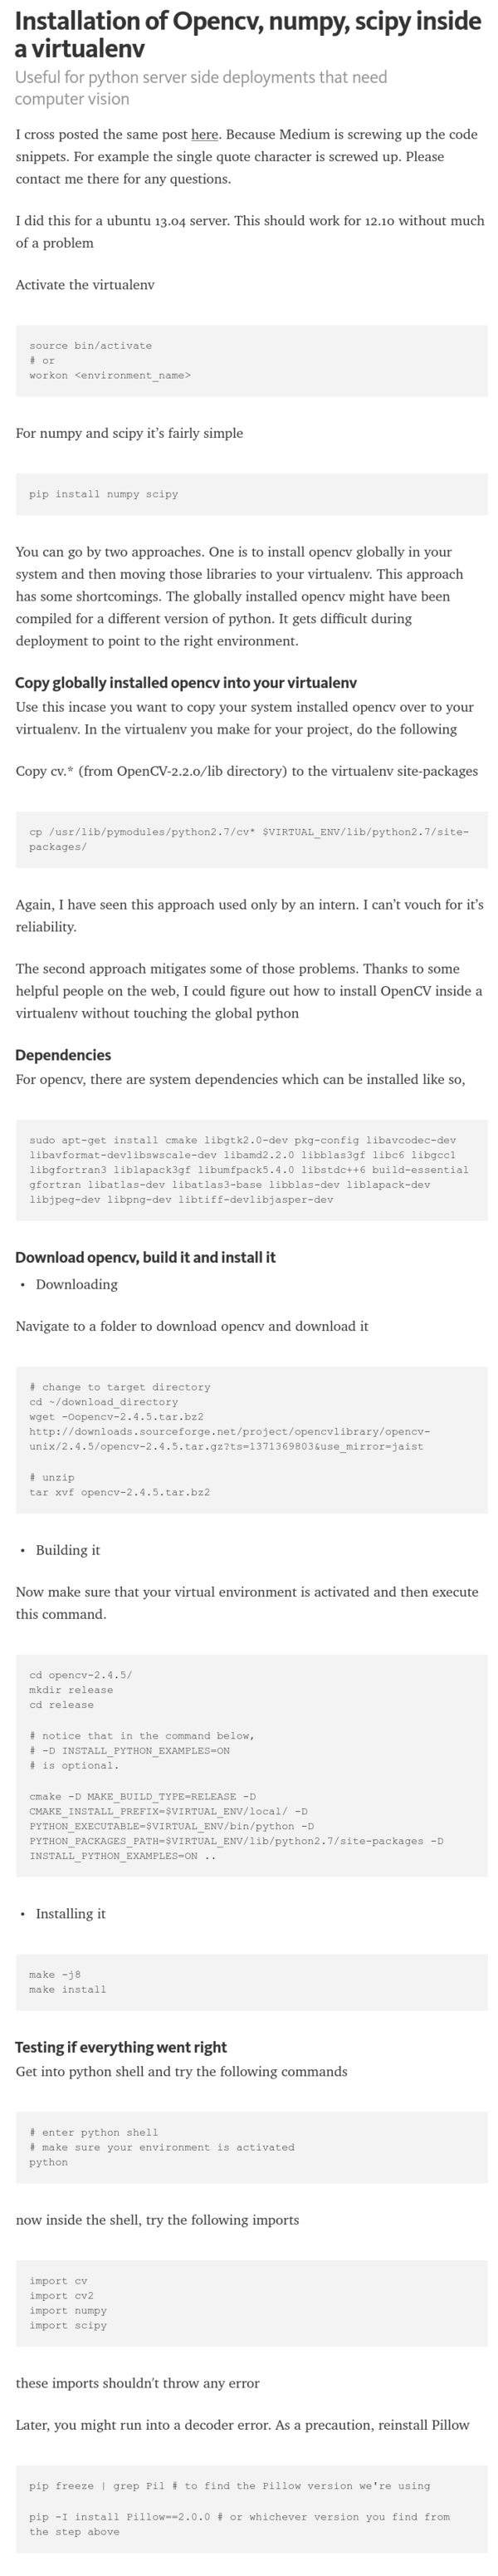 Installation of Opencv, numpy, scipy inside
a virtualenv
Useful for python server side deployments that need
computer vision
I cross posted the same post here. Because Medium is screwing up the code
snippets. For example the single quote character is screwed up. Please
contact me there for any questions.
I did this for a ubuntu 13.04 server. This should work for 12.10 without much
of a problem
Activate the virtualenv
source bin/activate
# or
workon <environment_name>
For numpy and scipy it’s fairly simple
pip install numpy scipy
You can go by two approaches. One is to install opencv globally in your
system and then moving those libraries to your virtualenv. This approach
has some shortcomings. The globally installed opencv might have been
compiled for a different version of python. It gets difficult during
deployment to point to the right environment.
Copy globally installed opencv into your virtualenv
Use this incase you want to copy your system installed opencv over to your
virtualenv. In the virtualenv you make for your project, do the following
Copy cv.* (from OpenCV-2.2.0/lib directory) to the virtualenv site-packages
cp /usr/lib/pymodules/python2.7/cv* $VIRTUAL_ENV/lib/python2.7/site-
packages/
Again, I have seen this approach used only by an intern. I can’t vouch for it’s
reliability.
The second approach mitigates some of those problems. Thanks to some
helpful people on the web, I could figure out how to install OpenCV inside a
virtualenv without touching the global python
Dependencies
For opencv, there are system dependencies which can be installed like so,
sudo apt-get install cmake libgtk2.0-dev pkg-config libavcodec-dev
libavformat-devlibswscale-dev libamd2.2.0 libblas3gf libc6 libgcc1
libgfortran3 liblapack3gf libumfpack5.4.0 libstdc++6 build-essential
gfortran libatlas-dev libatlas3-base libblas-dev liblapack-dev
libjpeg-dev libpng-dev libtiff-devlibjasper-dev
Download opencv, build it and install it
• Downloading
Navigate to a folder to download opencv and download it
# change to target directory
cd ~/download_directory
wget -Oopencv-2.4.5.tar.bz2
http://downloads.sourceforge.net/project/opencvlibrary/opencv-
unix/2.4.5/opencv-2.4.5.tar.gz?ts=1371369803&use_mirror=jaist
# unzip
tar xvf opencv-2.4.5.tar.bz2
• Building it
Now make sure that your virtual environment is activated and then execute
this command.
cd opencv-2.4.5/
mkdir release
cd release
# notice that in the command below,
# -D INSTALL_PYTHON_EXAMPLES=ON
# is optional.
cmake -D MAKE_BUILD_TYPE=RELEASE -D
CMAKE_INSTALL_PREFIX=$VIRTUAL_ENV/local/ -D
PYTHON_EXECUTABLE=$VIRTUAL_ENV/bin/python -D
PYTHON_PACKAGES_PATH=$VIRTUAL_ENV/lib/python2.7/site-packages -D
INSTALL_PYTHON_EXAMPLES=ON ..
• Installing it
make -j8
make install
Testing if everything went right
Get into python shell and try the following commands
# enter python shell
# make sure your environment is activated
python
now inside the shell, try the following imports
import cv
import cv2
import numpy
import scipy
these imports shouldn't throw any error
Later, you might run into a decoder error. As a precaution, reinstall Pillow
pip freeze | grep Pil # to find the Pillow version we're using
pip -I install Pillow==2.0.0 # or whichever version you find from
the step above